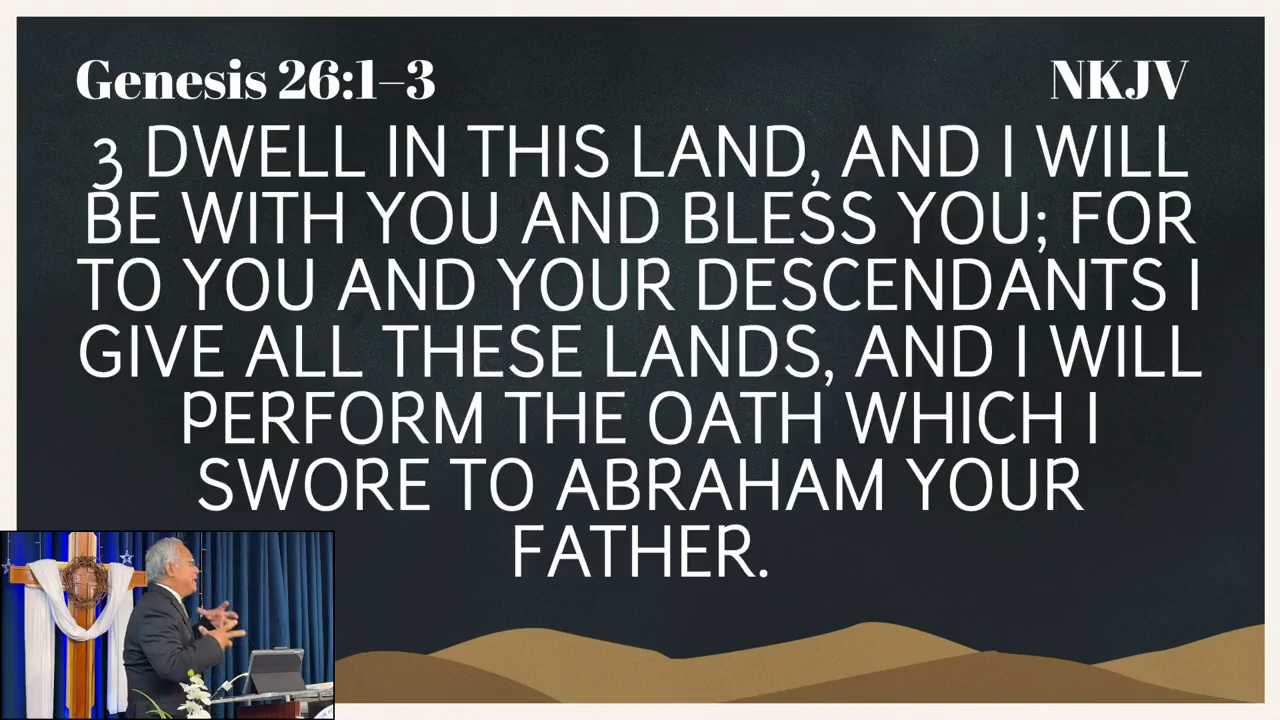 Genesis 26:1–3 NKJV
3 DWELL IN THIS LAND, AND I WILL
BE WITH YOU AND BLESS YOU; FOR
TO YOU AND YOUR DESCENDANTS I
GIVE ALL THESE LANDS, AND I WILL
PERFORM THE OATH WHICH I
SWORE TO ABRAHAM YOUR
FATHER.